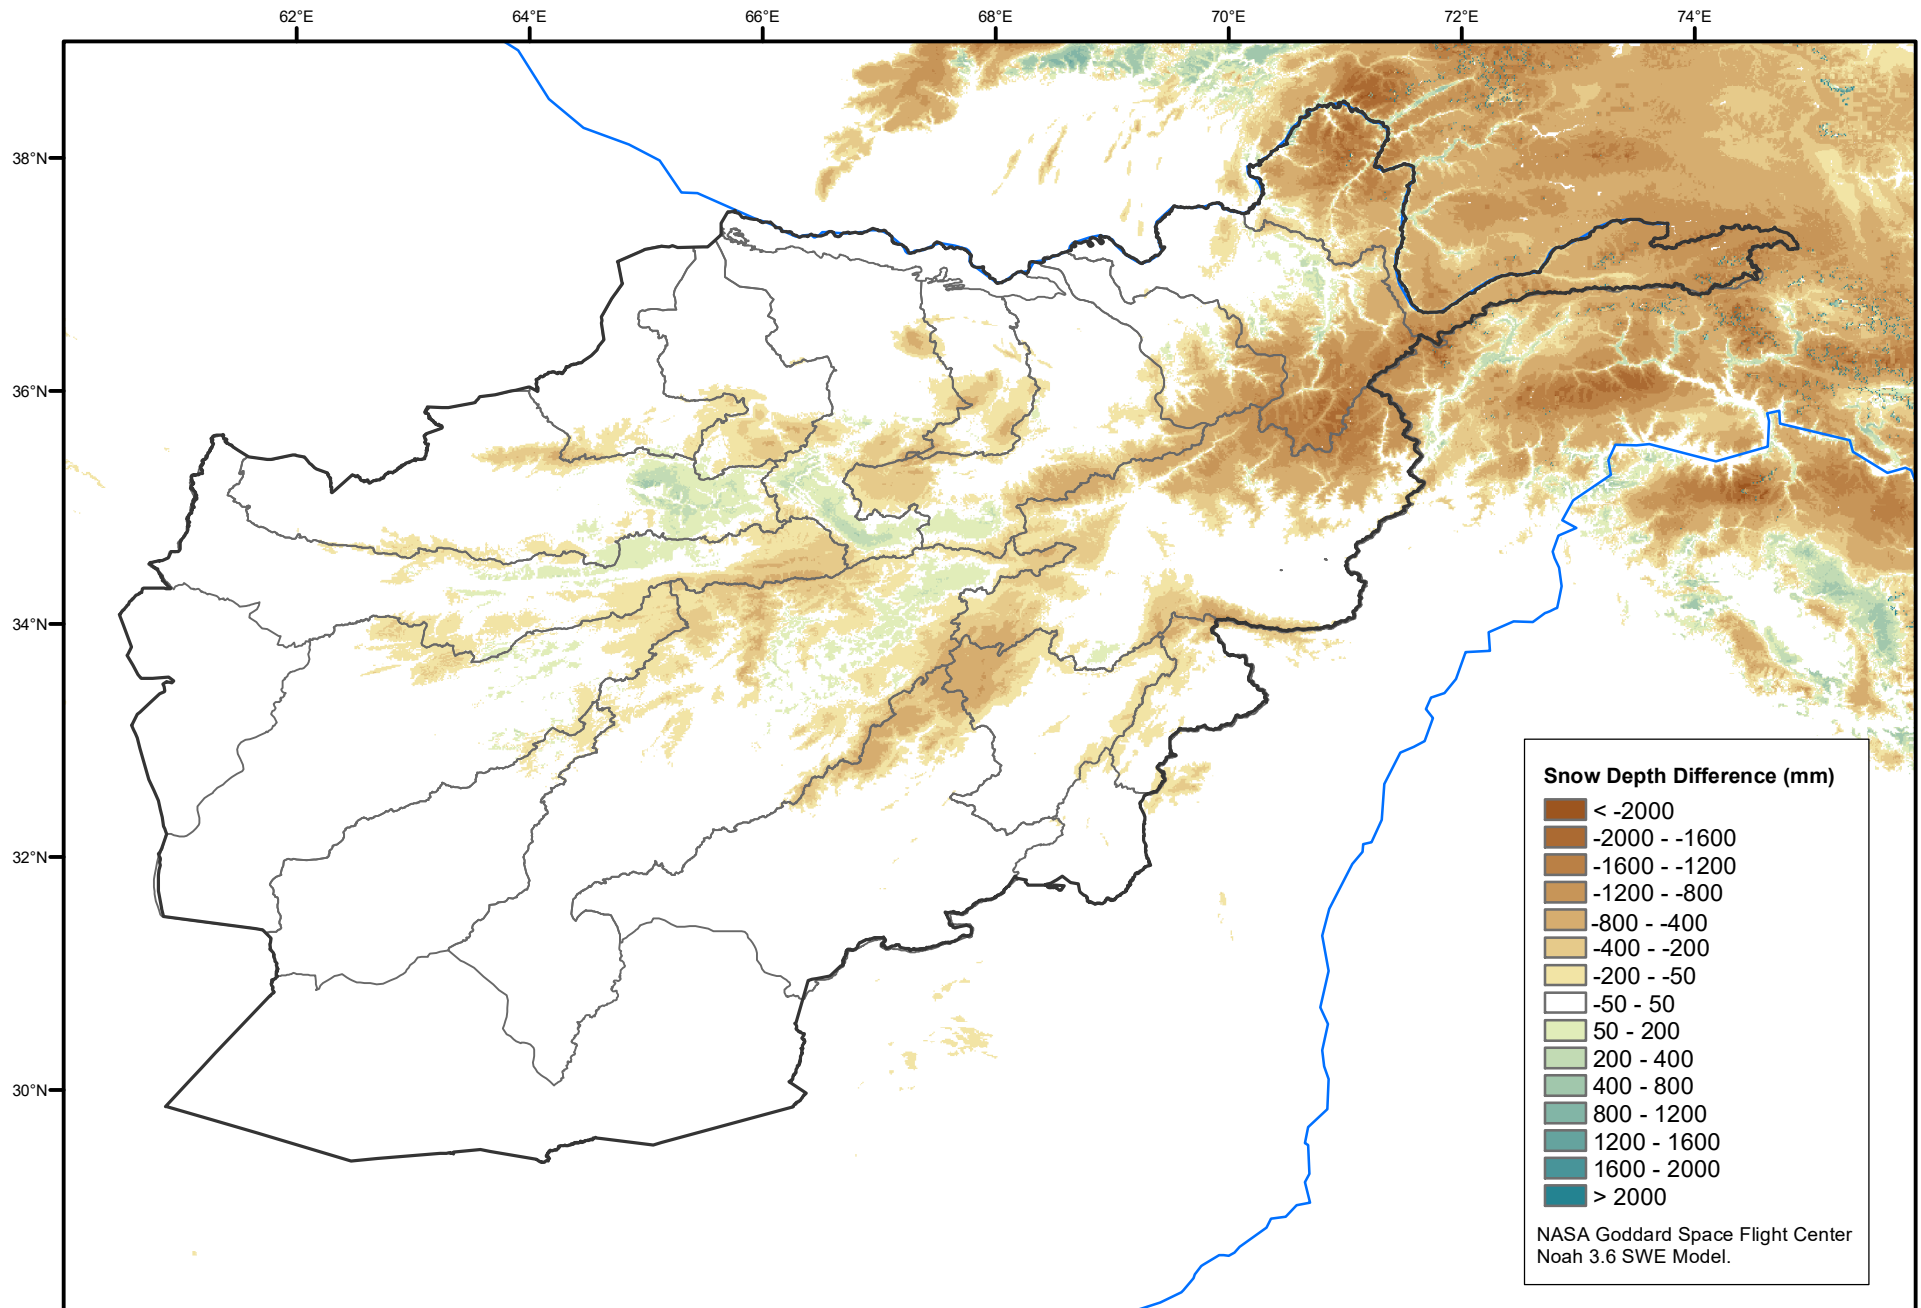 62°E 64°E 66°E 68°E 70°E 72°E 74°E
38°N
36°N
34°N
32°N
30°N
Snow Depth Difference (mm)
< -2000
-2000 - -1600
-1600 - -1200
-1200 - -800
-800 - -400
-400 - -200
-200 - -50
-50 - 50
50 - 200
200 - 400
400 - 800
800 - 1200
1200 - 1600
1600 - 2000
> 2000
NASA Goddard Space Flight Center
Noah 3.6 SWE Model.